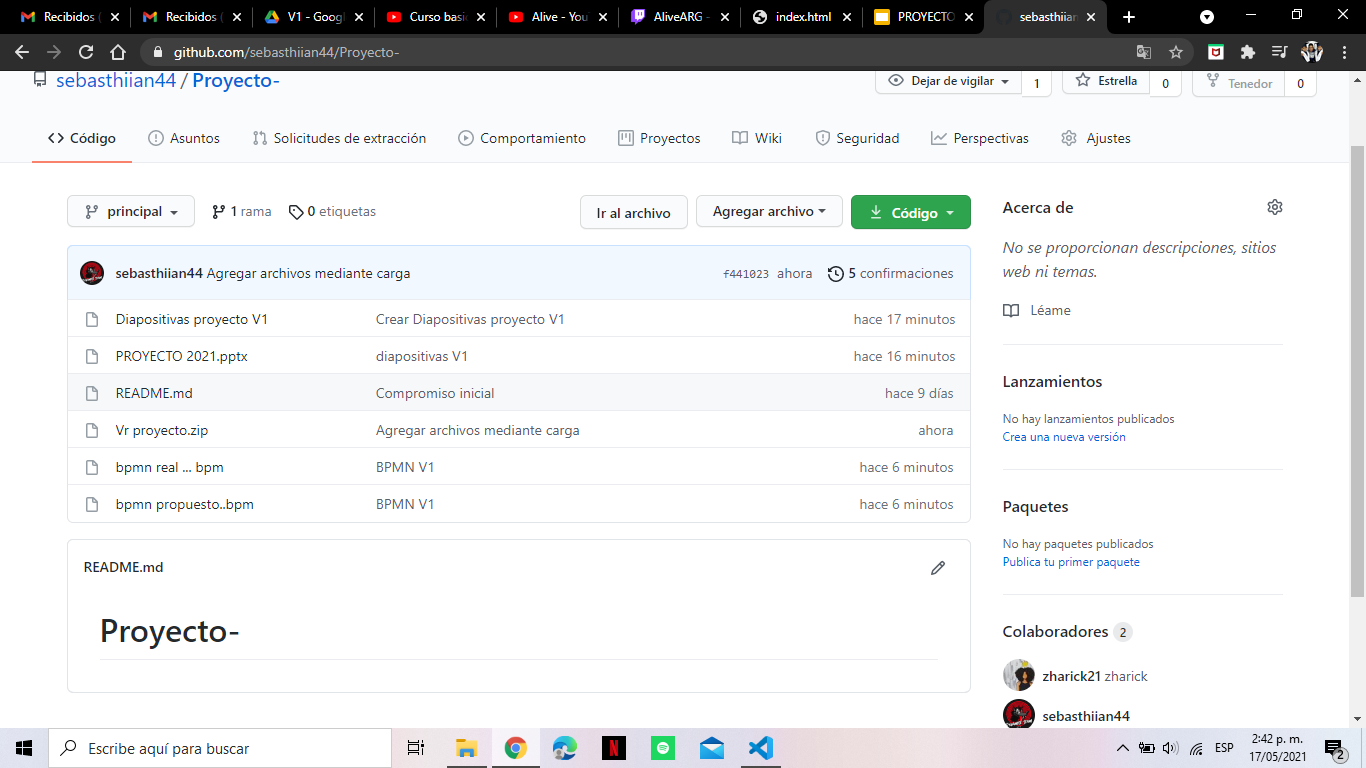 Recibidos (
Recibidos (
V1 - Googl
Curso basi
Alive - You
AliveARG -
index.html
PROYECTO
sebasthiian
github.com/sebasthiian44/Proyecto-
sebasthiian44 / Proyecto-
Dejar de vigilar 1
Estrella 0
Tenedor 0
Código
Asuntos
Solicitudes de extracción
Comportamiento
Proyectos
Wiki
Seguridad
Perspectivas
Ajustes
principal
1 rama
0 etiquetas
Ir al archivo
Agregar archivo
Código
sebasthiian44 Agregar archivos mediante carga f441023 ahora 5 confirmaciones
Diapositivas proyecto V1 Crear Diapositivas proyecto V1 hace 17 minutos
PROYECTO 2021.pptx diapositivas V1 hace 16 minutos
README.md Compromiso inicial hace 9 días
Vr proyecto.zip Agregar archivos mediante carga ahora
bpmn real ... bpm BPMN V1 hace 6 minutos
bpmn propuesto..bpm BPMN V1 hace 6 minutos
README.md
Proyecto-
Acerca de
No se proporcionan descripciones, sitios
web ni temas.
Léame
Lanzamientos
No hay lanzamientos publicados
Crea una nueva versión
Paquetes
No hay paquetes publicados
Publica tu primer paquete
Colaboradores 2
zharick21 zharick
sebasthiian44
Escribe aquí para buscar
ESP
2:42 p. m.
17/05/2021
2